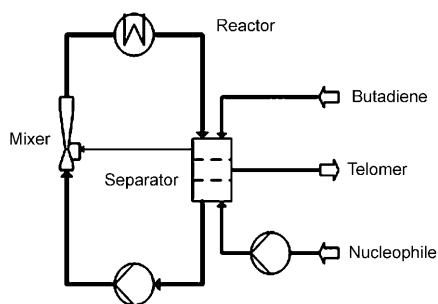 Reactor
Butadiene
Mixer
Separator
Telomer
Nucleophile